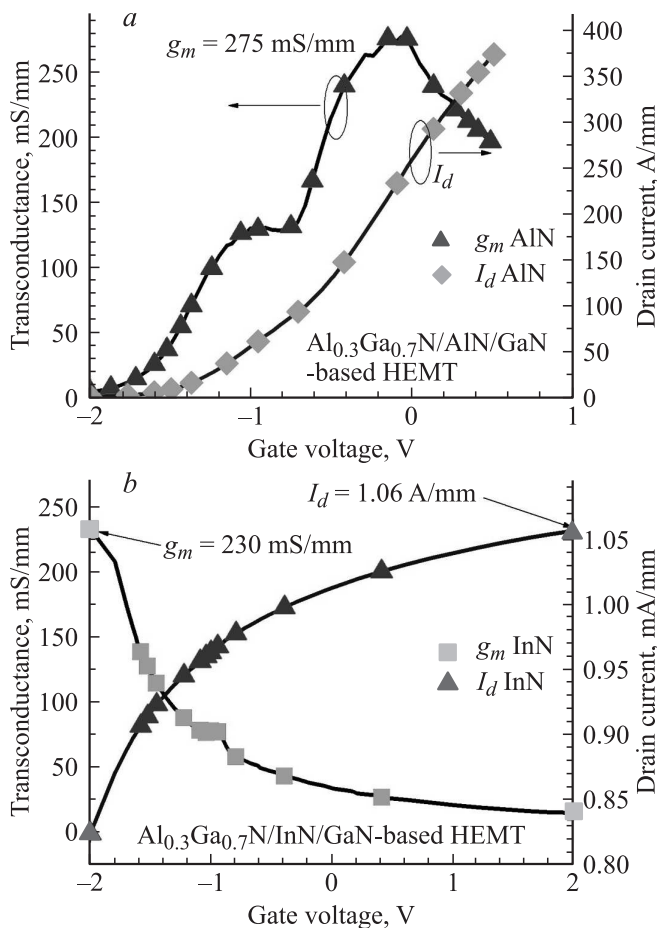 a
g_m = 275 mS/mm
Transconductance, mS/mm
250
200
150
100
50
0
Drain current, A/mm
400
350
300
250
200
150
100
50
0
I_d
g_m AlN
I_d AlN
Al_0.3Ga_0.7N/AlN/GaN
-based HEMT
–2
–1
0
1
Gate voltage, V
b
I_d = 1.06 A/mm
g_m = 230 mS/mm
Transconductance, mS/mm
250
200
150
100
50
0
Drain current, mA/mm
1.05
1.00
0.95
0.90
0.85
0.80
g_m InN
I_d InN
Al_0.3Ga_0.7N/InN/GaN-based HEMT
–2
–1
0
1
2
Gate voltage, V